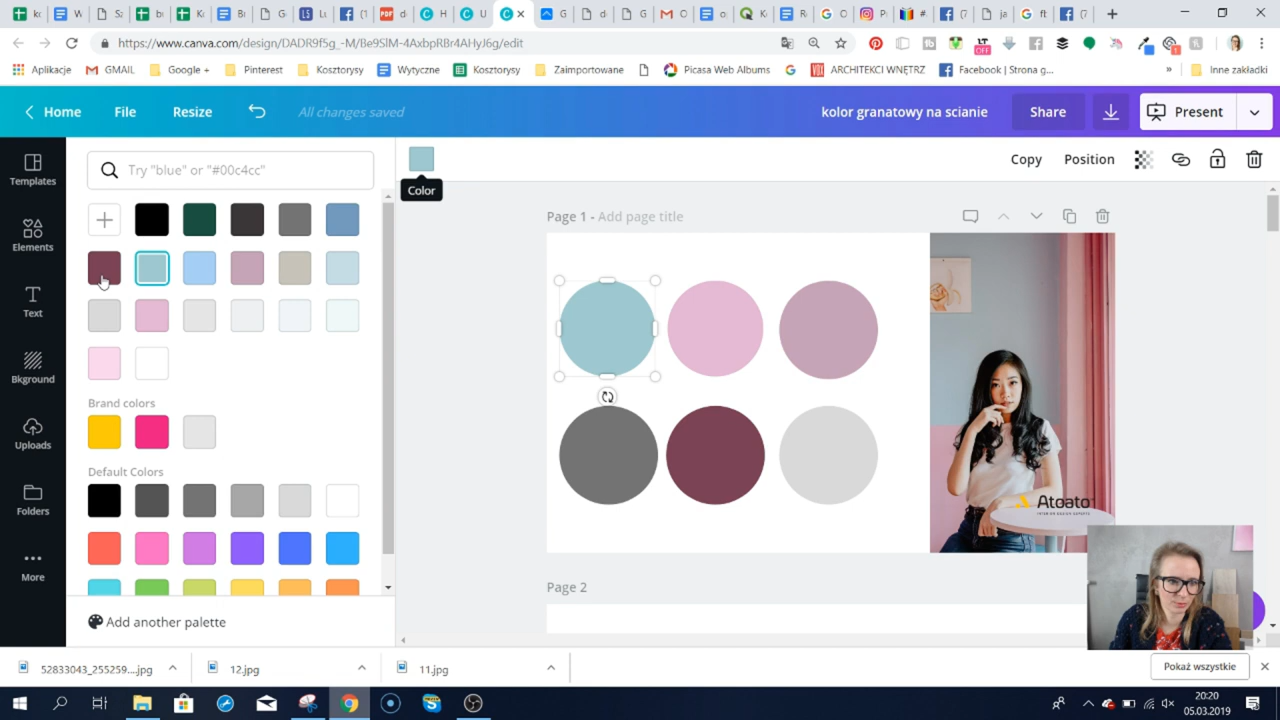 https://www.canva.com/design/DADR9f5g_-M/Be9SlM-4AxbpRBr4AHyJ6g/edit
Aplikacje
GMAIL
Google +
Pinterest
Kosztorysy
Wytyczne
Kosztorysy
Zaimportowane
Picasa Web Albums
ARCHITEKCI WNĘTRZ
Facebook | Strona g...
»
Inne zakładki
Home
File
Resize
All changes saved
kolor granatowy na scianie
Share
Present
Templates
Elements
Text
Bkground
Uploads
Folders
More
Try "blue" or "#00c4cc"
Brand colors
Default Colors
Add another palette
Color
Copy
Position
Page 1 - Add page title
Atoato
Page 2
52833043_255259....jpg
12.jpg
11.jpg
Pokaż wszystkie
20:20
05.03.2019